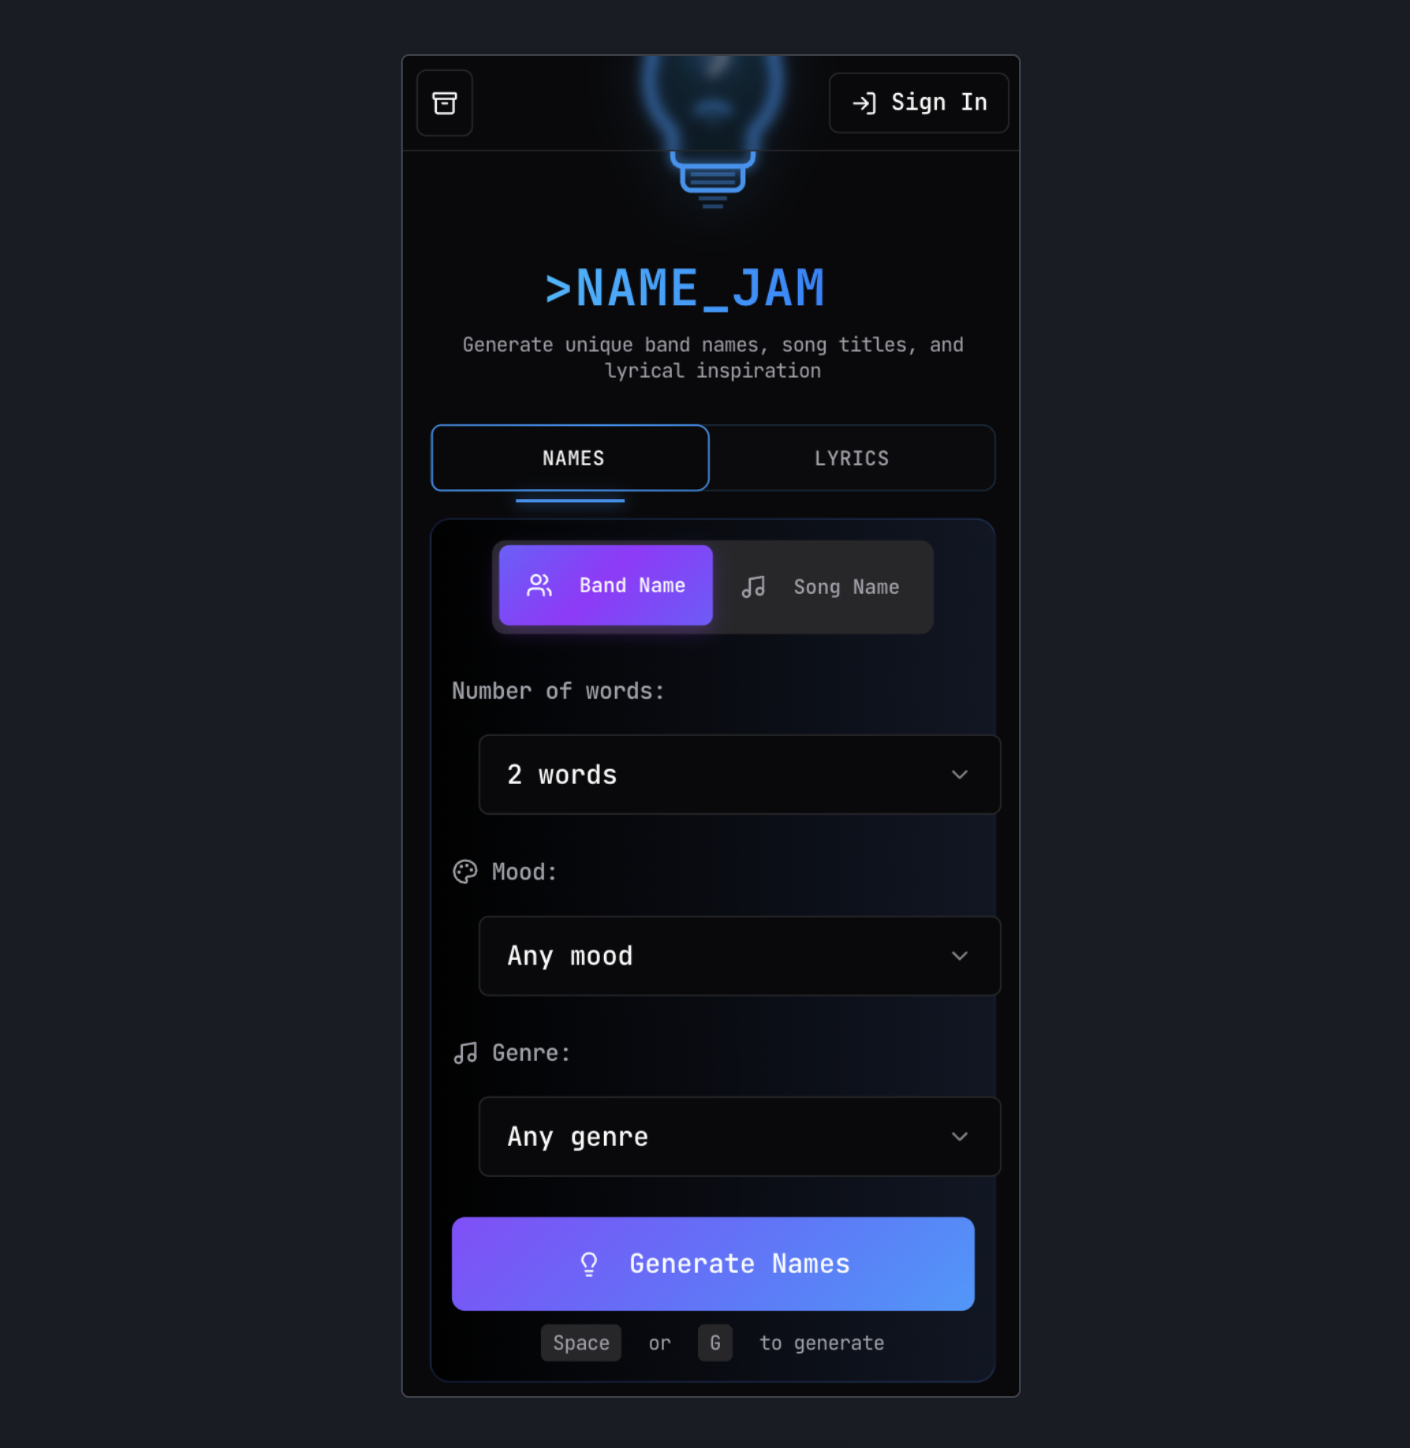 Sign In
>NAME_JAM
Generate unique band names, song titles, and
lyrical inspiration
NAMES
LYRICS
Band Name
Song Name
Number of words:
2 words
Mood:
Any mood
Genre:
Any genre
Generate Names
Space or G to generate